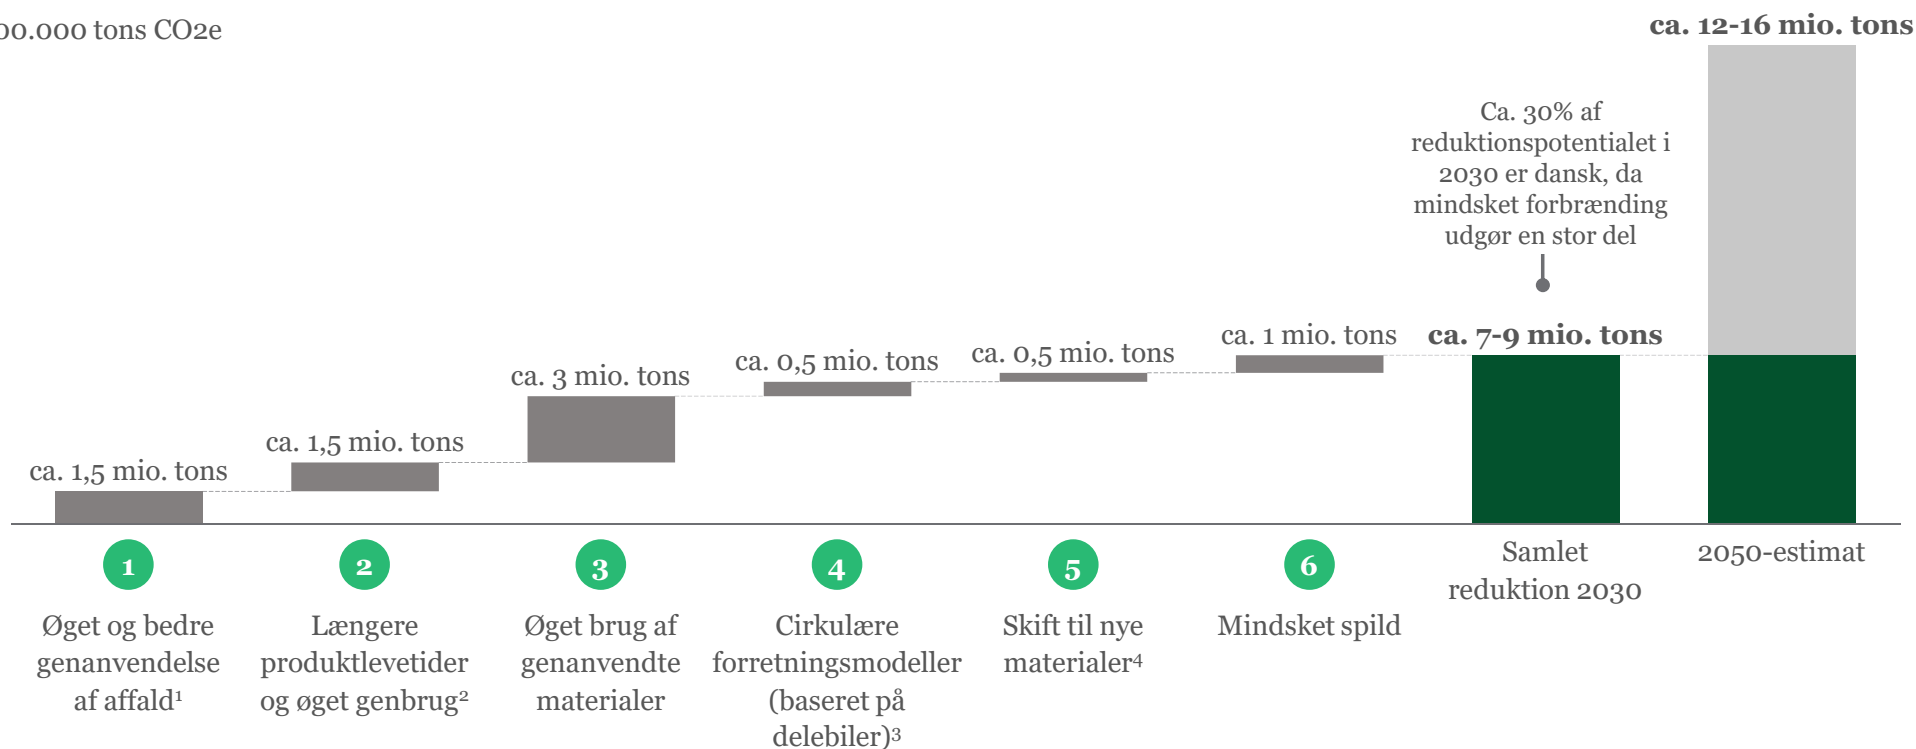 00.000 tons CO2e
ca. 12-16 mio. tons
Ca. 30% af
reduktionspotentialet i
2030 er dansk, da
mindsket forbrænding
udgør en stor del
ca. 1,5 mio. tons
ca. 1,5 mio. tons
ca. 3 mio. tons
ca. 0,5 mio. tons
ca. 0,5 mio. tons
ca. 1 mio. tons
ca. 7-9 mio. tons
1
Øget og bedre
genanvendelse
af affald¹
2
Længere
produktlevetider
og øget genbrug²
3
Øget brug af
genanvendte
materialer
4
Cirkulære
forretningsmodeller
(baseret på
delebiler)³
5
Skift til nye
materialer⁴
6
Mindsket spild
Samlet
reduktion 2030
2050-estimat